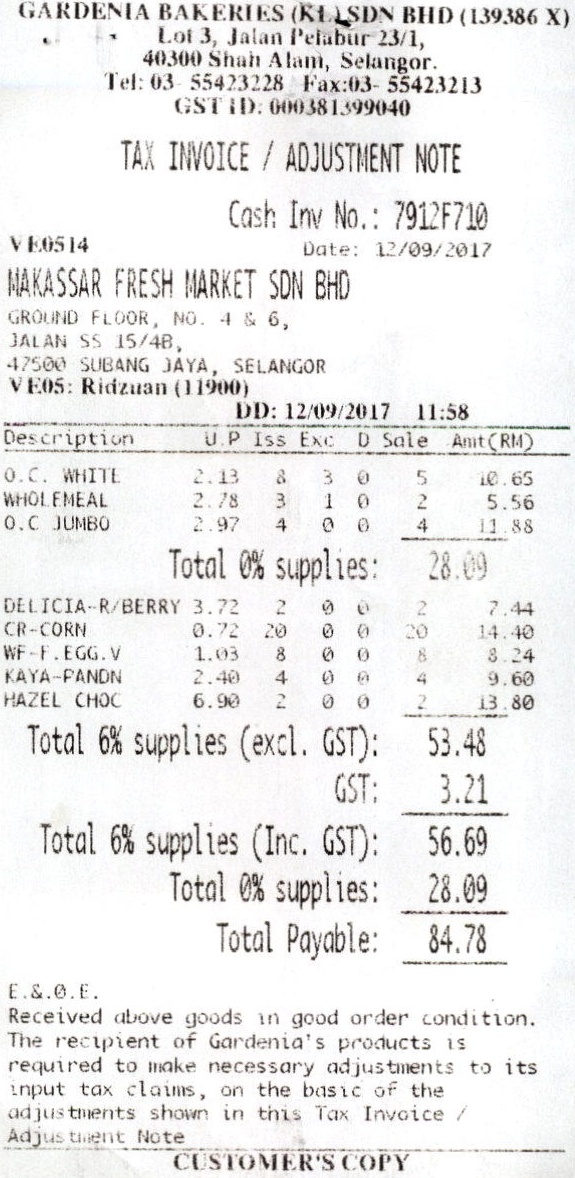 GARDENIA BAKERIES (KL) SDN BHD (139386 X)
Lot 3, Jalan Pelabur 23/1,
40300 Shah Alam, Selangor.
Tel: 03- 55423228 Fax:03- 55423213
GST ID: 000381399040
TAX INVOICE / ADJUSTMENT NOTE
Cash Inv No.: 7912F710
VE0514 Date: 12/09/2017
MAKASSAR FRESH MARKET SDN BHD
GROUND FLOOR, NO. 4 & 6,
JALAN SS 15/4B,
47500 SUBANG JAYA, SELANGOR
VE05: Ridzuan (11900)
DD: 12/09/2017 11:58
Description U.P Iss Exc D Sale Amt(RM)
O.C. WHITE 2.13 8 3 0 5 10.65
WHOLEMEAL 2.78 3 1 0 2 5.56
O.C JUMBO 2.97 4 0 0 4 11.88
Total 0% supplies: 28.09
DELICIA-R/BERRY 3.72 2 0 0 2 7.44
CR-CORN 0.72 20 0 0 20 14.40
WF-F.EGG.V 1.03 8 0 0 8 8.24
KAYA-PANDN 2.40 4 0 0 4 9.60
HAZEL CHOC 6.90 2 0 0 2 13.80
Total 6% supplies (excl. GST): 53.48
GST: 3.21
Total 6% supplies (Inc. GST): 56.69
Total 0% supplies: 28.09
Total Payable: 84.78
E.&.O.E.
Received above goods in good order condition.
The recipient of Gardenia's products is
required to make necessary adjustments to its
input tax claims, on the basic of the
adjustments shown in this Tax Invoice /
Adjustment Note
CUSTOMER'S COPY